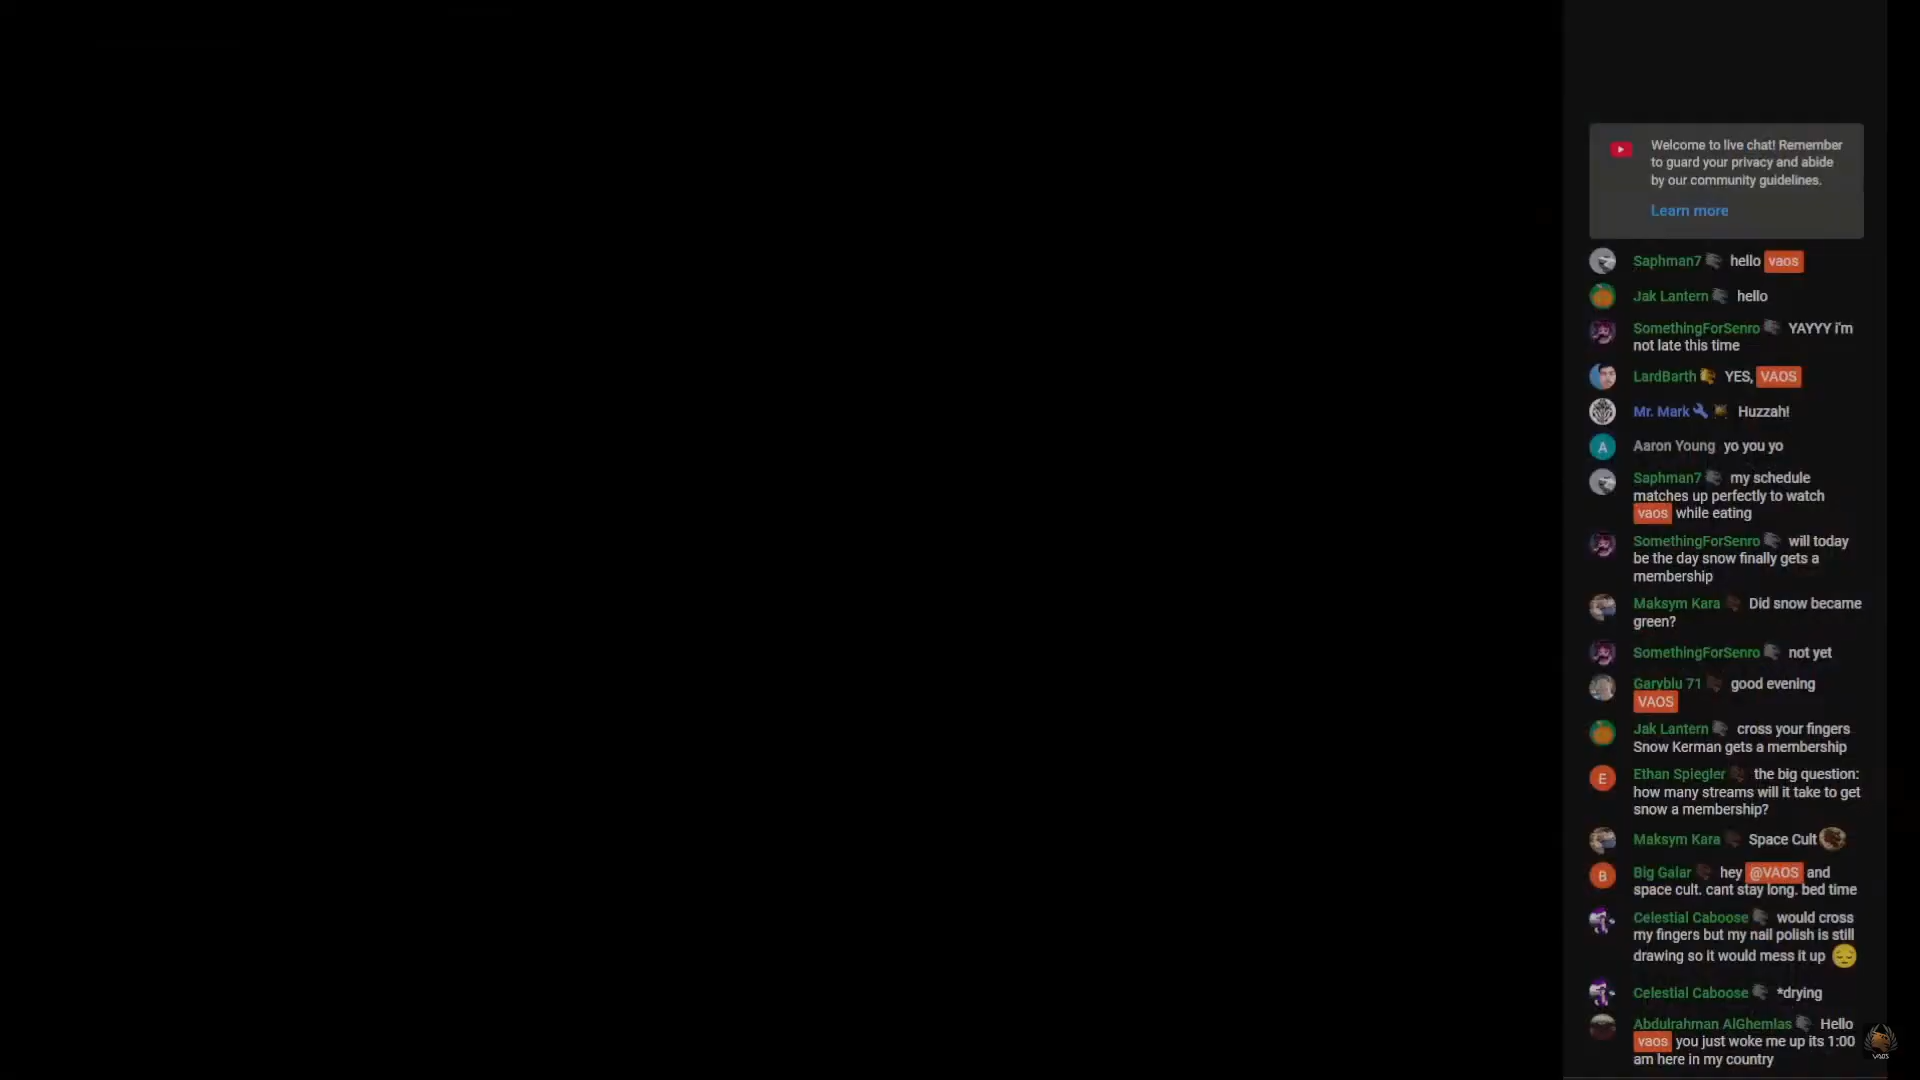 Welcome to live chat! Remember
to guard your privacy and abide
by our community guidelines.
Learn more
Saphman7 hello vaos
Jak Lantern hello
SomethingForSenro YAYYY i'm
not late this time
LardBarth YES, VAOS
Mr. Mark Huzzah!
A Aaron Young yo you yo
Saphman7 my schedule
matches up perfectly to watch
vaos while eating
SomethingForSenro will today
be the day snow finally gets a
membership
Maksym Kara Did snow became
green?
SomethingForSenro not yet
Garyblu 71 good evening
VAOS
Jak Lantern cross your fingers
Snow Kerman gets a membership
E Ethan Spiegler the big question:
how many streams will it take to get
snow a membership?
Maksym Kara Space Cult
B Big Galar hey @VAOS and
space cult. cant stay long. bed time
Celestial Caboose would cross
my fingers but my nail polish is still
drawing so it would mess it up 😔
Celestial Caboose *drying
Abdulrahman AlGhemlas Hello
vaos you just woke me up its 1:00
am here in my country
VAOS